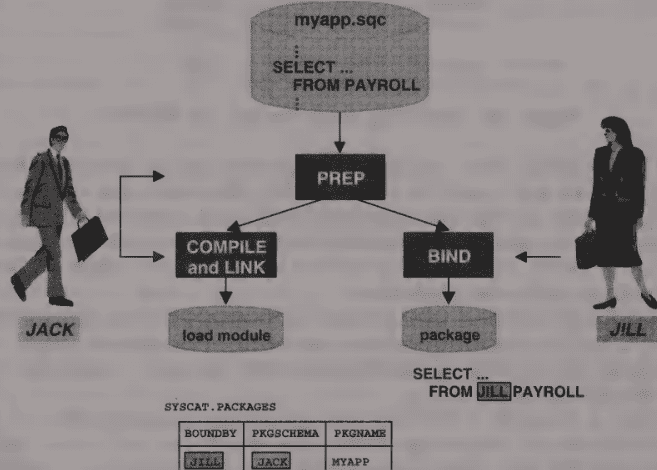 myapp.sqc
:
SELECT ...
FROM PAYROLL
:
PREP
COMPILE
and LINK
BIND
JACK
load module
package
JILL
SELECT ...
FROM JILL PAYROLL
SYSCAT.PACKAGES
BOUNDBY PKGSCHEMA PKGNAME
JILL JACK MYAPP